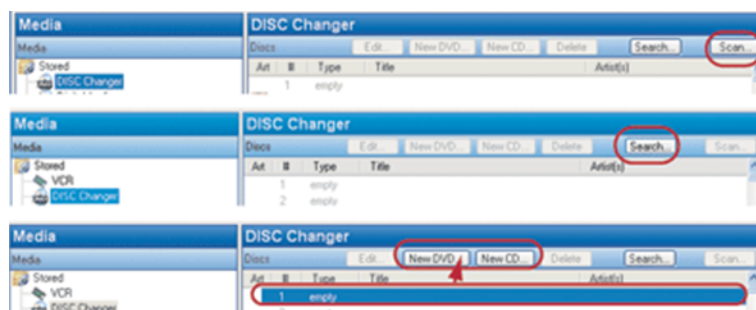 Media DISC Changer
Media Discs Edit... New DVD... New CD... Delete Search... Scan...
Stored Art # Type Title Artist(s)
DISC Changer 1 empty
Media DISC Changer
Media Discs Edit... New DVD... New CD... Delete Search... Scan...
Stored Art # Type Title Artist(s)
VCR 1 empty
DISC Changer 2 empty
Media DISC Changer
Media Discs Edit... New DVD... New CD... Delete Search... Scan...
Stored Art # Type Title Artist(s)
VCR 1 empty
DISC Changer